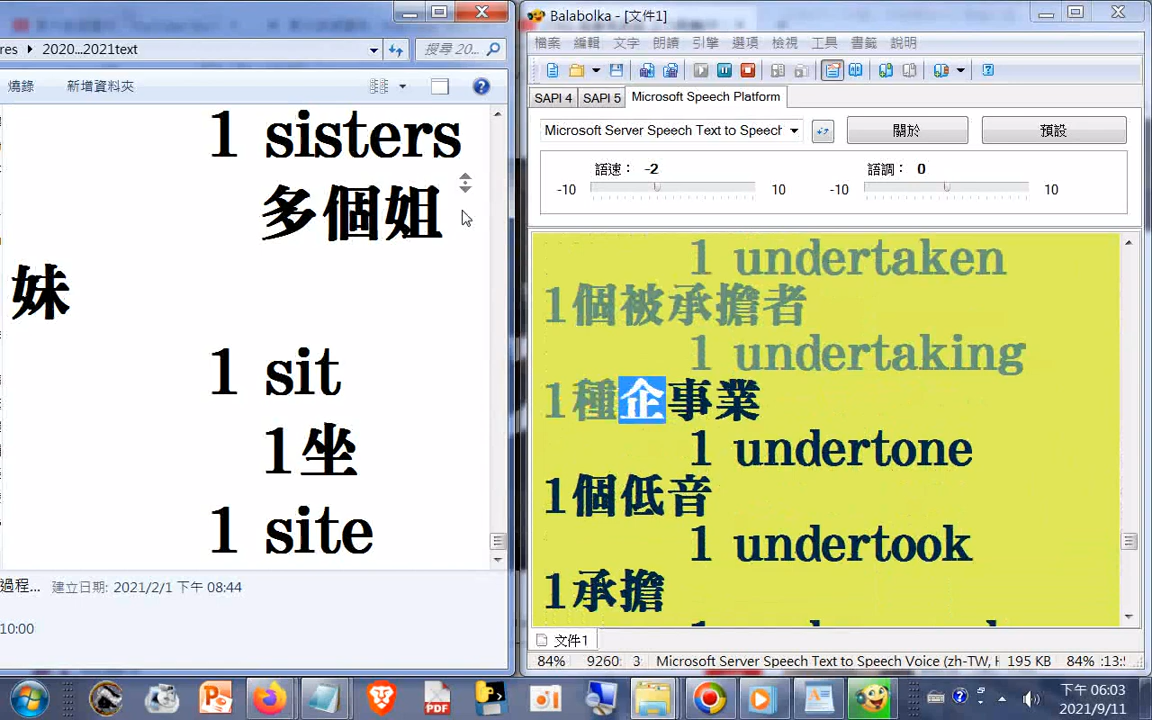 res ▸ 2020...2021text
搜尋 20...
燒錄
新增資料夾
1 sisters
多個姐
妹
1 sit
1坐
1 site
過程...
建立日期: 2021/2/1 下午 08:44
10:00
Balabolka - [文件1]
檔案 編輯 文字 朗讀 引擎 選項 檢視 工具 書籤 說明
SAPI 4
SAPI 5
Microsoft Speech Platform
Microsoft Server Speech Text to Speech
關於
預設
語速： -2
-10
10
語調： 0
-10
10
1 undertaken
1個被承擔者
1 undertaking
1種企事業
1 undertone
1個低音
1 undertook
1承擔
文件1
84%
9260: 3
Microsoft Server Speech Text to Speech Voice (zh-TW, H
195 KB
84%
PDF
下午 06:03
2021/9/11